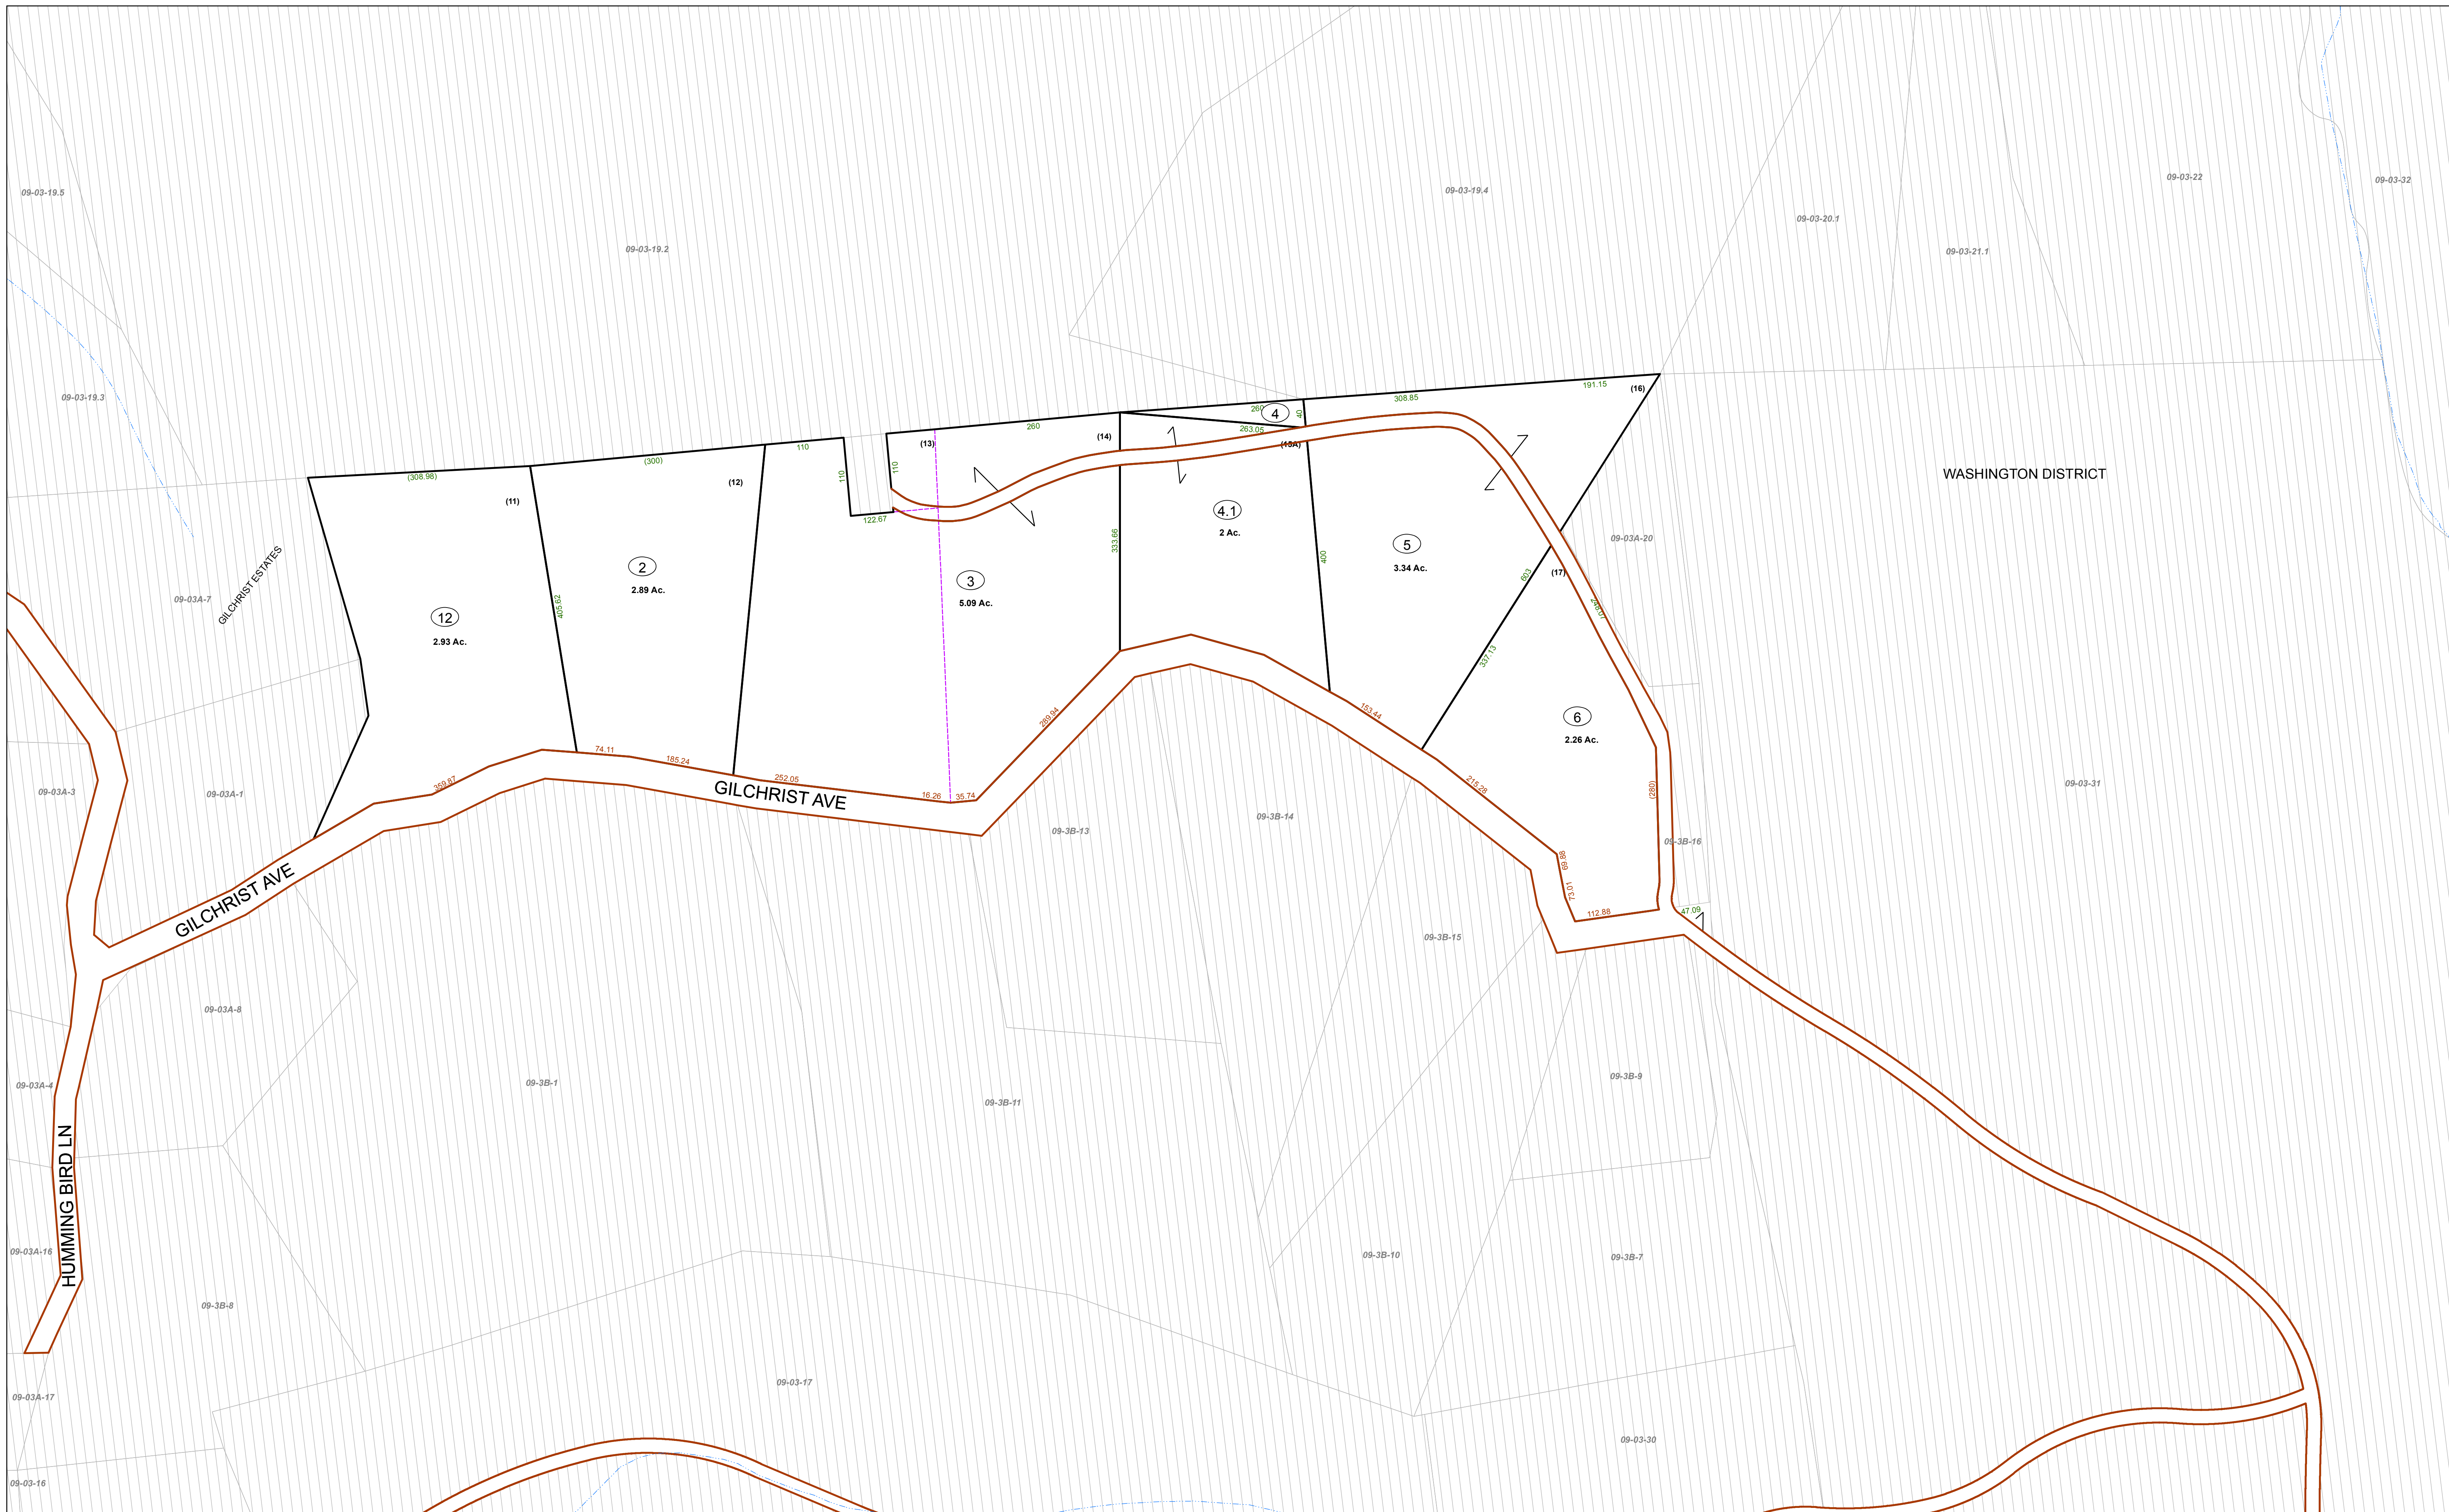 09-03-19.5
09-03-19.2
09-03-19.4
09-03-20.1
09-03-21.1
09-03-22
09-03-32
09-03-19.3
(308.98)
(300)
110
260
260
308.85
191.15
(11)
(12)
(13)
(14)
4
40
263.05
(15A)
(16)
110
110
122.67
WASHINGTON DISTRICT
GILCHRIST ESTATES
09-03A-7
12
2.93 Ac.
405.62
2
2.89 Ac.
3
5.09 Ac.
333.66
4.1
2 Ac.
400
5
3.34 Ac.
603
(17)
248.07
09-03A-20
337.13
6
2.26 Ac.
09-03A-3
09-03A-1
359.87
74.11
185.24
252.05
16.26
35.74
289.94
153.44
215.28
69.88
73.01
112.88
(280)
47.09
GILCHRIST AVE
GILCHRIST AVE
09-3B-13
09-3B-14
09-3B-16
09-03-31
09-3B-15
09-03A-8
09-03A-4
09-3B-1
09-3B-11
09-3B-9
HUMMING BIRD LN
09-03A-16
09-3B-8
09-3B-10
09-3B-7
09-03A-17
09-03-17
09-03-30
09-03-16